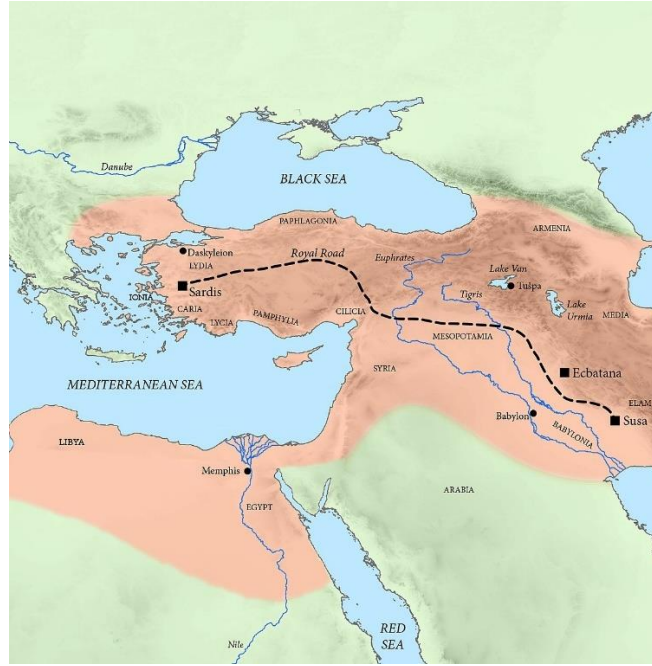 Danube
BLACK SEA
PAPHLAGONIA
ARMENIA
Daskyleion
LYDIA
Royal Road
Euphrates
Lake Van
Tušpa
Sardis
IONIA
CARIA
Tigris
Lake
Urmia
MEDIA
LYCIA
PAMPHYLIA
CILICIA
MESOPOTAMIA
MEDITERRANEAN SEA
SYRIA
Ecbatana
ELAM
Susa
Babylon
BABYLONIA
LIBYA
Memphis
EGYPT
ARABIA
Nile
RED
SEA